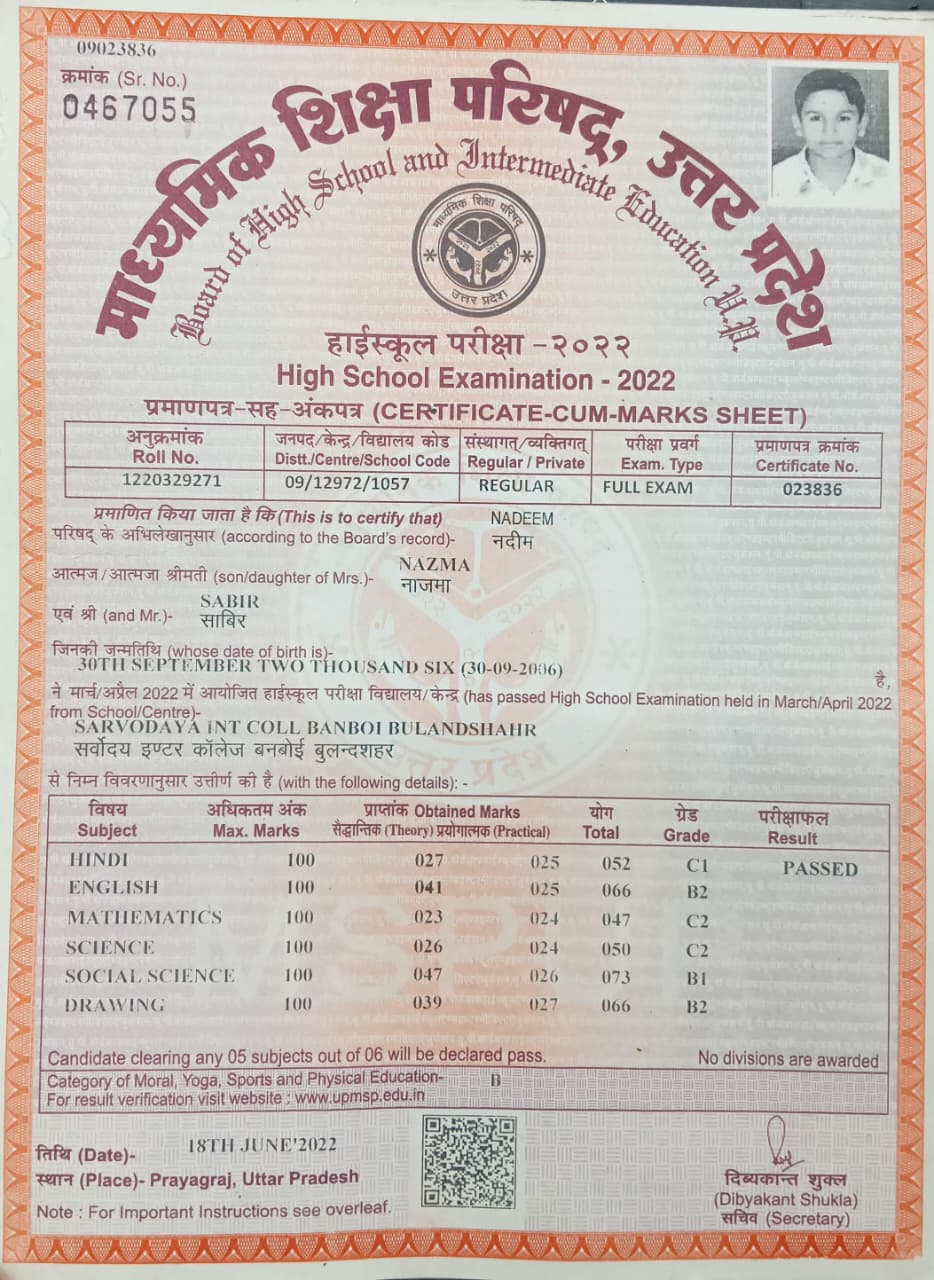 09023836
क्रमांक (Sr. No.)
0467055
माध्यमिक शिक्षा परिषद्, उत्तर प्रदेश
Board of High School and Intermediate Education U.P.
माध्यमिक शिक्षा परिषद्
उत्तर प्रदेश
हाईस्कूल परीक्षा -२०२२
High School Examination - 2022
प्रमाणपत्र-सह-अंकपत्र (CERTIFICATE-CUM-MARKS SHEET)
अनुक्रमांक जनपद/केन्द्र/विद्यालय कोड संस्थागत्/व्यक्तिगत् परीक्षा प्रवर्ग प्रमाणपत्र क्रमांक
Roll No. Distt./Centre/School Code Regular / Private Exam. Type Certificate No.
1220329271 09/12972/1057 REGULAR FULL EXAM 023836
प्रमाणित किया जाता है कि (This is to certify that) NADEEM
परिषद् के अभिलेखानुसार (according to the Board's record)- नदीम
NAZMA
आत्मज/आत्मजा श्रीमती (son/daughter of Mrs.)- नाजमा
SABIR
एवं श्री (and Mr.)- साबिर
जिनकी जन्मतिथि (whose date of birth is)-
30TH SEPTEMBER TWO THOUSAND SIX (30-09-2006) है,
ने मार्च/अप्रैल 2022 में आयोजित हाईस्कूल परीक्षा विद्यालय/केन्द्र (has passed High School Examination held in March/April 2022
from School/Centre)-
SARVODAYA INT COLL BANBOI BULANDSHAHR
सर्वोदय इण्टर कॉलेज बनबोई बुलन्दशहर
से निम्न विवरणानुसार उत्तीर्ण की है (with the following details): -
विषय अधिकतम अंक प्राप्तांक Obtained Marks योग ग्रेड परीक्षाफल
Subject Max. Marks सैद्धान्तिक (Theory) प्रयोगात्मक (Practical) Total Grade Result
HINDI 100 027 025 052 C1 PASSED
ENGLISH 100 041 025 066 B2
MATHEMATICS 100 023 024 047 C2
SCIENCE 100 026 024 050 C2
SOCIAL SCIENCE 100 047 026 073 B1
DRAWING 100 039 027 066 B2
Candidate clearing any 05 subjects out of 06 will be declared pass. No divisions are awarded
Category of Moral, Yoga, Sports and Physical Education- B
For result verification visit website : www.upmsp.edu.in
तिथि (Date)- 18TH JUNE'2022
स्थान (Place)- Prayagraj, Uttar Pradesh
Note : For Important Instructions see overleaf.
दिब्यकान्त शुक्ल
(Dibyakant Shukla)
सचिव (Secretary)